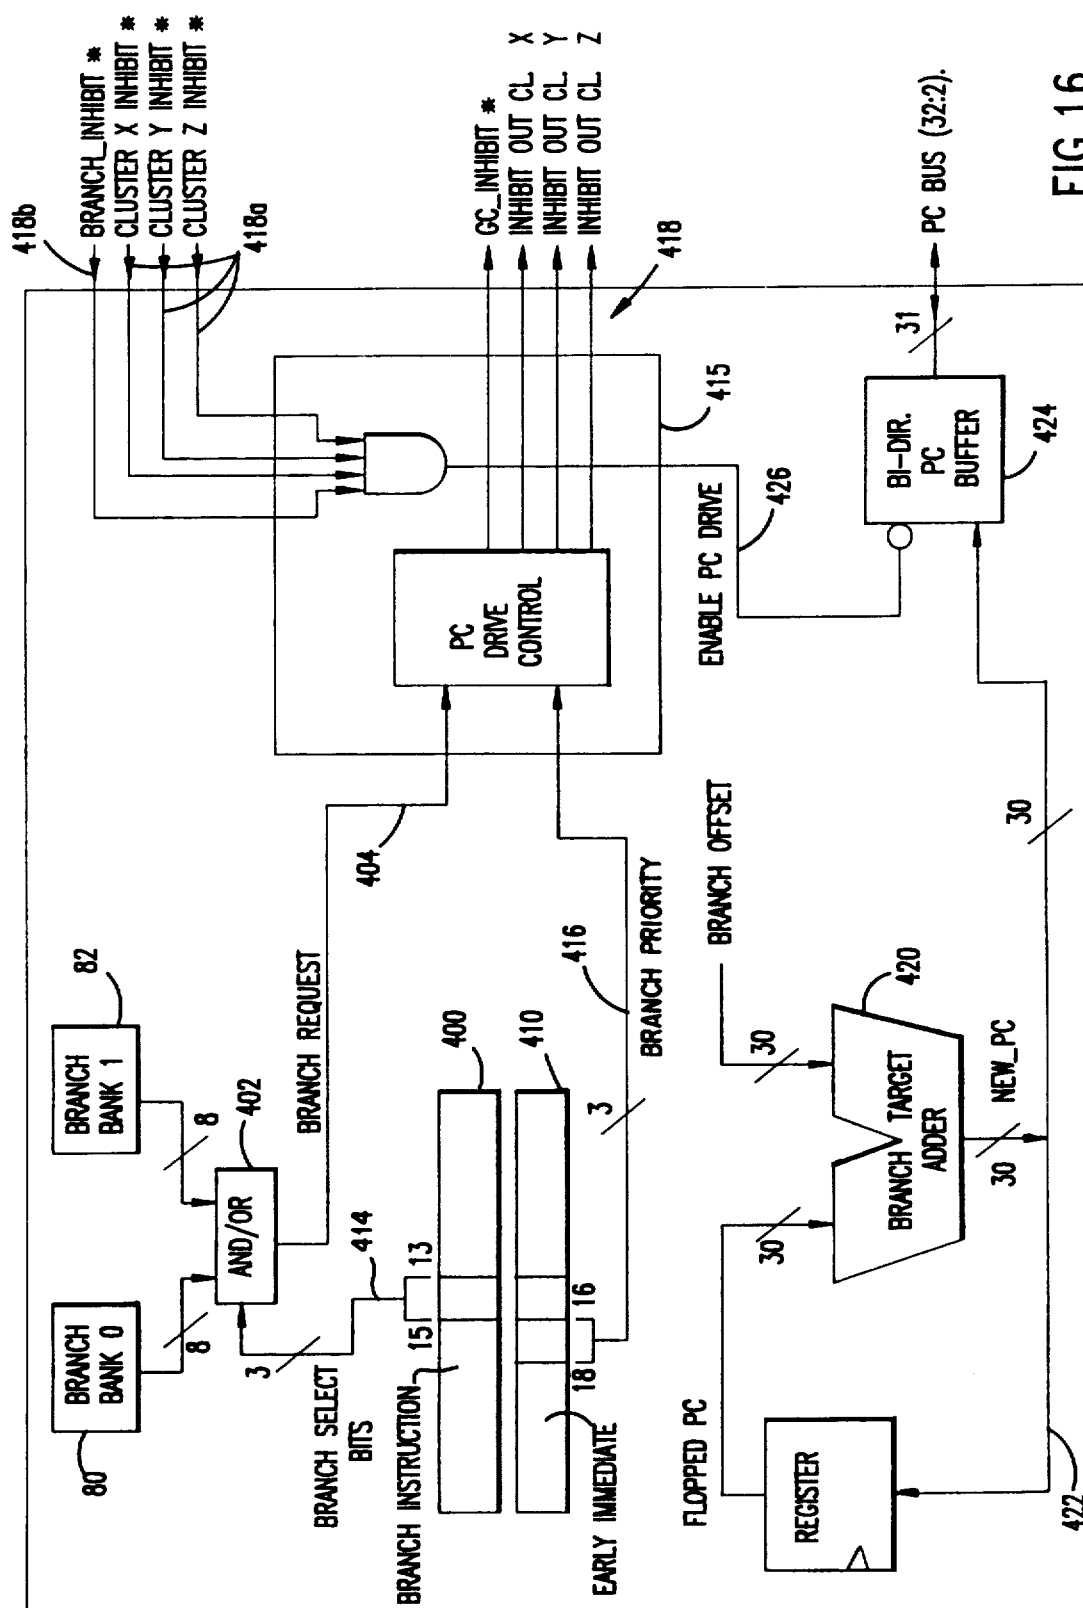 BRANCH BANK 0
80
BRANCH BANK 1
82
8
8
AND/OR
402
BRANCH SELECT BITS
3
414
BRANCH REQUEST
404
BRANCH INSTRUCTION
15
13
400
EARLY IMMEDIATE
18
16
410
3
416
BRANCH PRIORITY
PC DRIVE CONTROL
415
418b
BRANCH_INHIBIT *
CLUSTER X INHIBIT *
CLUSTER Y INHIBIT *
CLUSTER Z INHIBIT *
418a
GC_INHIBIT *
INHIBIT OUT CL. X
INHIBIT OUT CL. Y
INHIBIT OUT CL. Z
418
ENABLE PC DRIVE
426
FLOPPED PC
REGISTER
30
BRANCH OFFSET
30
BRANCH TARGET ADDER
420
NEW_PC
30
30
422
BI-DIR. PC BUFFER
424
31
PC BUS (32:2).
FIG. 16